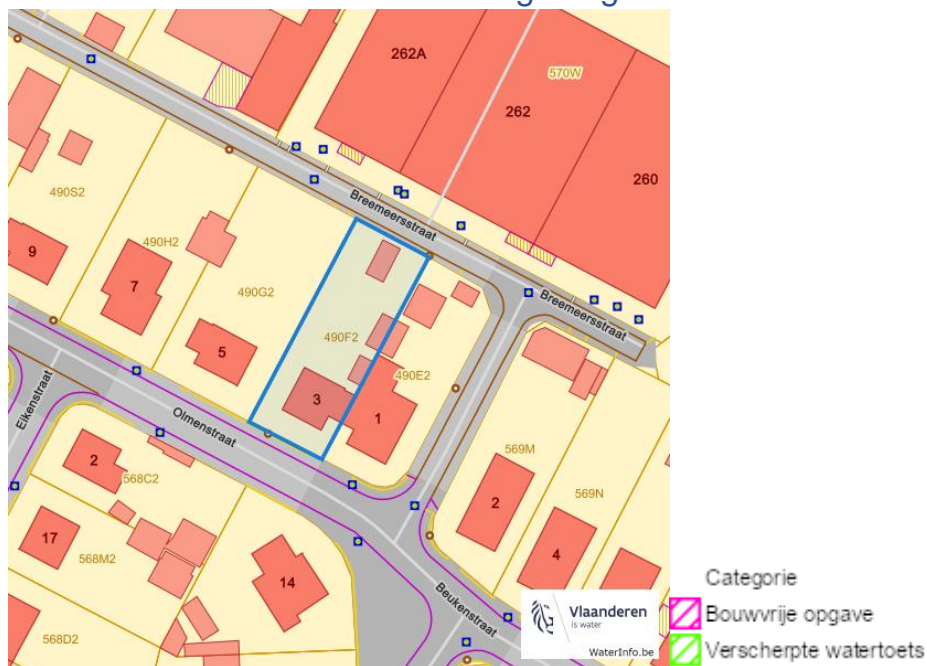 262A
570W
262
260
Breemeersstraat
490S2
9
490H2
7
490G2
5
490F2
3
490E2
1
Breemeersstraat
Eikenstraat
Olmenstraat
2
568C2
17
568M2
14
568D2
569M
2
569N
4
Beukenstraat
Vlaanderen
is water
WaterInfo.be
Categorie
Bouwvrije opgave
Verscherpte watertoets